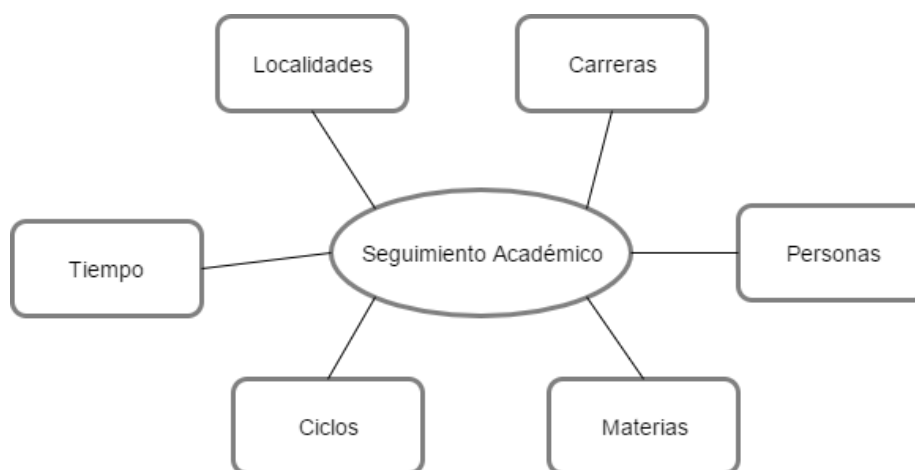 Localidades
Carreras
Tiempo
Seguimiento Académico
Personas
Ciclos
Materias